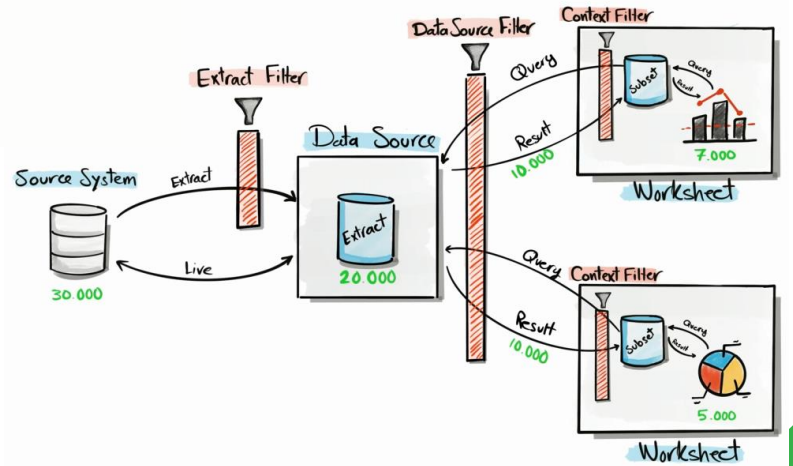 Source System
30.000
Extract
Live
Extract Filter
Data Source
Extract
20.000
Data Source Filter
Query
Result
10.000
Context Filter
Subset
Query
Result
7.000
Worksheet
Query
Result
10.000
Context Filter
Subset
Query
Result
5.000
Worksheet